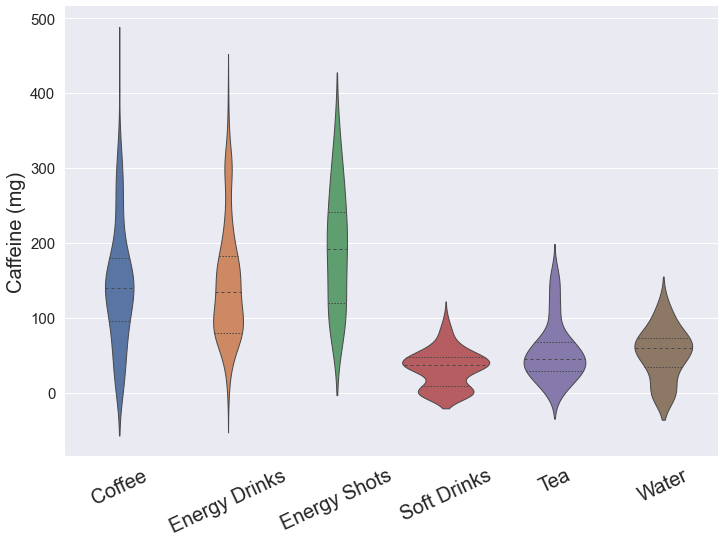 500
400
300
200
100
0
Caffeine (mg)
Coffee
Energy Drinks
Energy Shots
Soft Drinks
Tea
Water